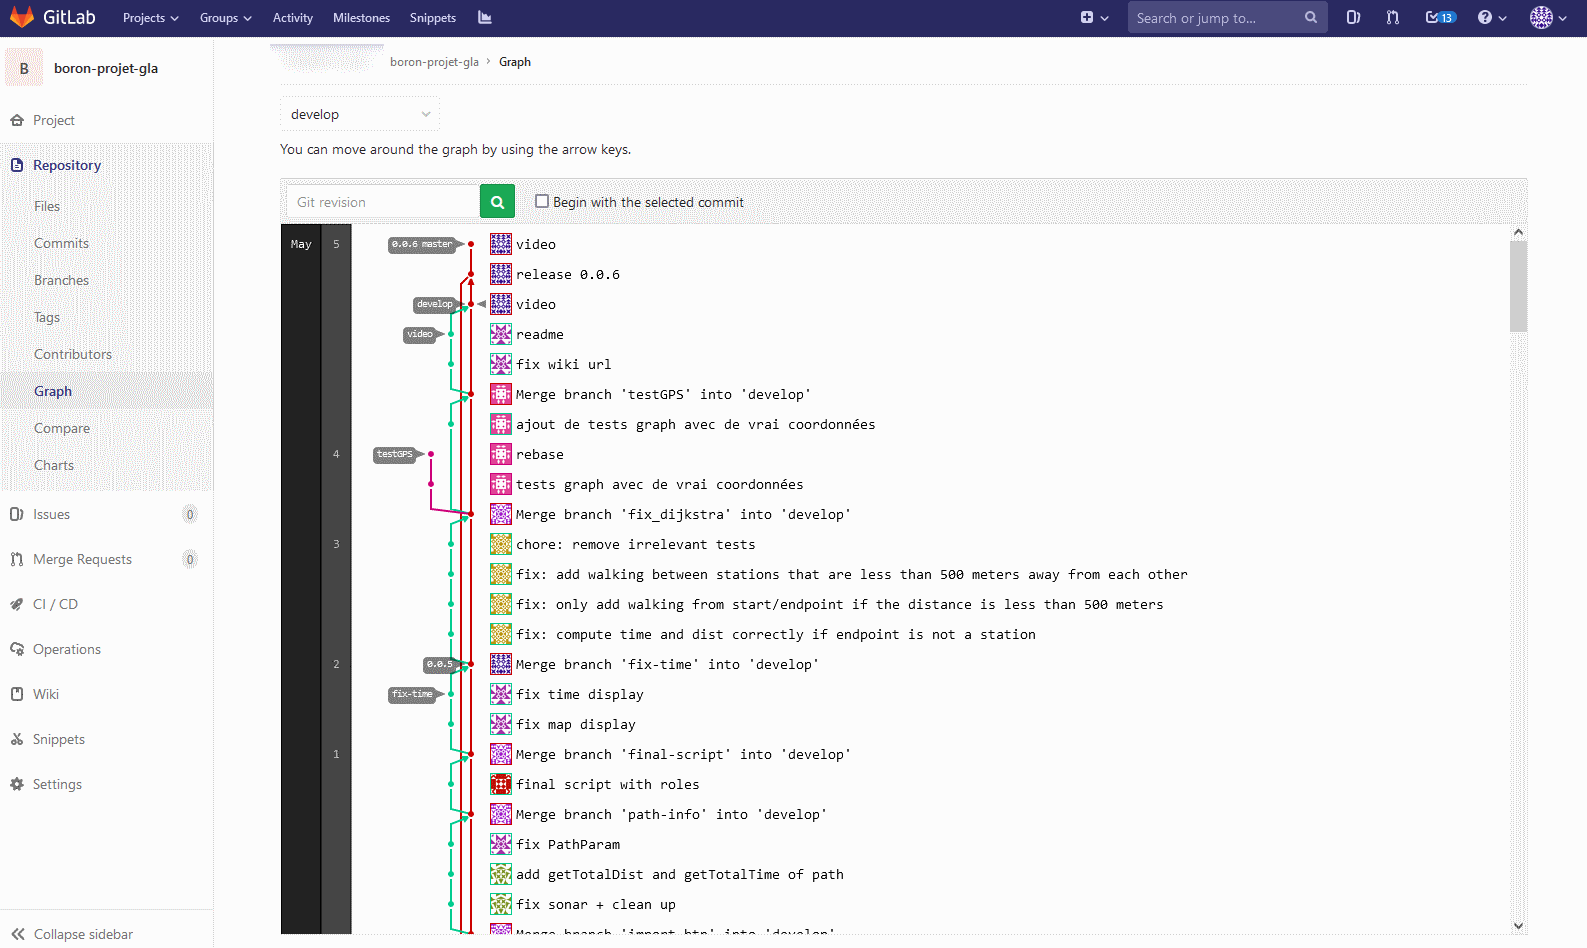 GitLab Projects Groups Activity Milestones Snippets Search or jump to... 13
B boron-projet-gla
boron-projet-gla › Graph
Project
Repository
Files
Commits
Branches
Tags
Contributors
Graph
Compare
Charts
Issues 0
Merge Requests 0
CI / CD
Operations
Wiki
Snippets
Settings
Collapse sidebar
develop
You can move around the graph by using the arrow keys.
Git revision Begin with the selected commit
May 5 0.0.6 master video
release 0.0.6
develop video
video readme
fix wiki url
Merge branch 'testGPS' into 'develop'
ajout de tests graph avec de vrai coordonnées
4 testGPS rebase
tests graph avec de vrai coordonnées
Merge branch 'fix_dijkstra' into 'develop'
3 chore: remove irrelevant tests
fix: add walking between stations that are less than 500 meters away from each other
fix: only add walking from start/endpoint if the distance is less than 500 meters
fix: compute time and dist correctly if endpoint is not a station
2 0.0.5 Merge branch 'fix-time' into 'develop'
fix-time fix time display
fix map display
1 Merge branch 'final-script' into 'develop'
final script with roles
Merge branch 'path-info' into 'develop'
fix PathParam
add getTotalDist and getTotalTime of path
fix sonar + clean up
Merge branch 'import-btn' into 'develop'